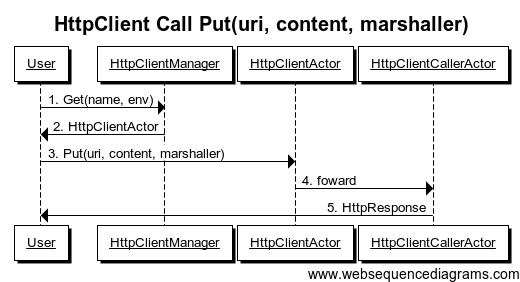 HttpClient Call Put(uri, content, marshaller)
User HttpClientManager HttpClientActor HttpClientCallerActor
1. Get(name, env)
2. HttpClientActor
3. Put(uri, content, marshaller)
4. foward
5. HttpResponse
User HttpClientManager HttpClientActor HttpClientCallerActor
www.websequencediagrams.com